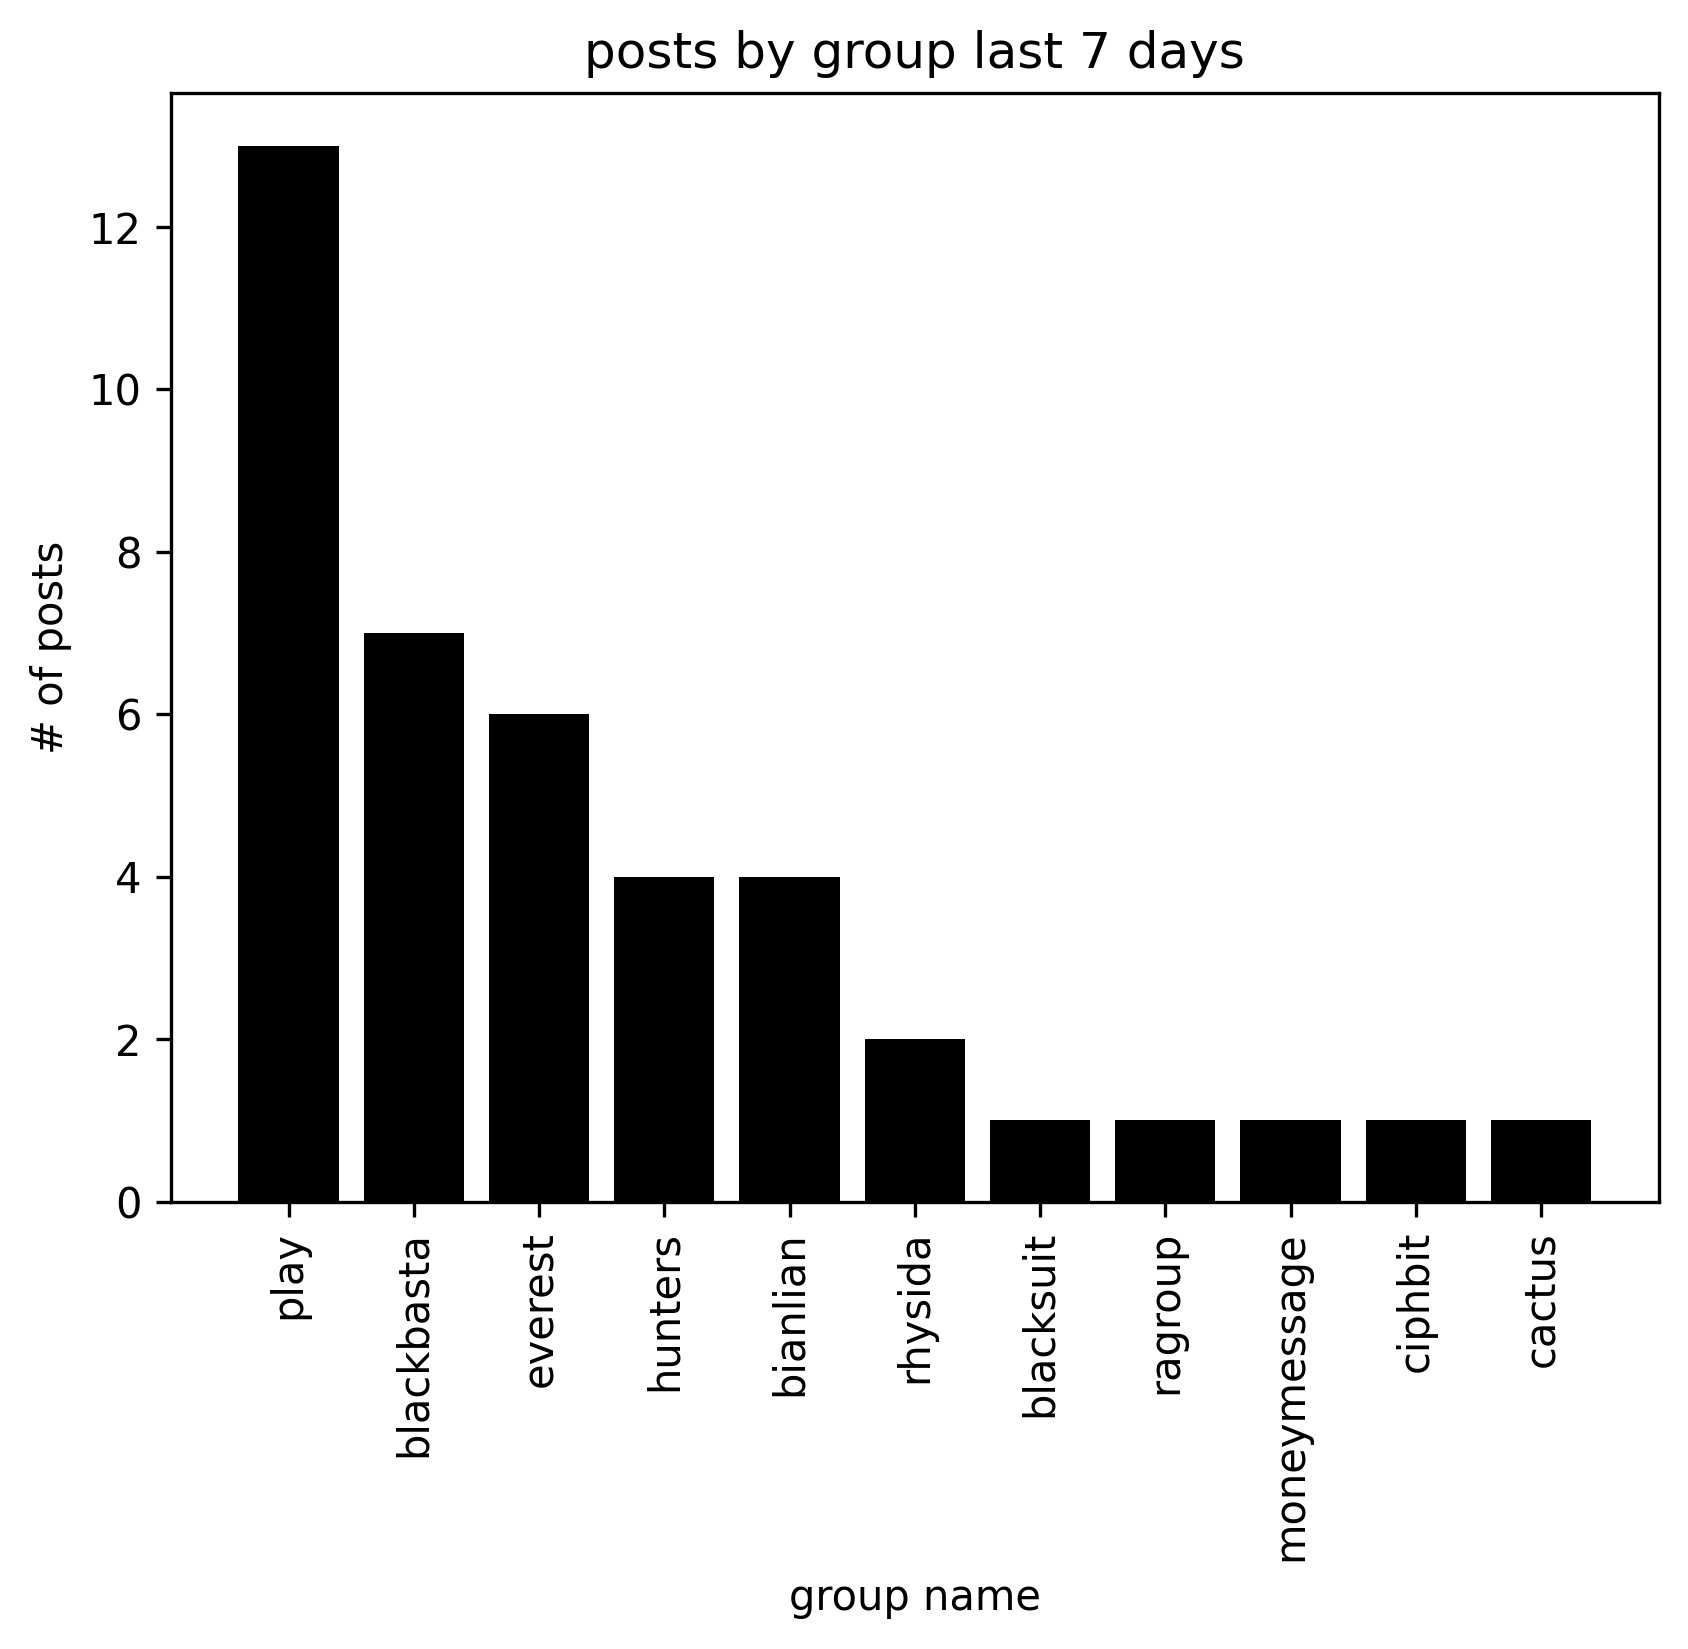 posts by group last 7 days
# of posts
12
10
8
6
4
2
0
play
blackbasta
everest
hunters
bianlian
rhysida
blacksuit
ragroup
moneymessage
ciphbit
cactus
group name